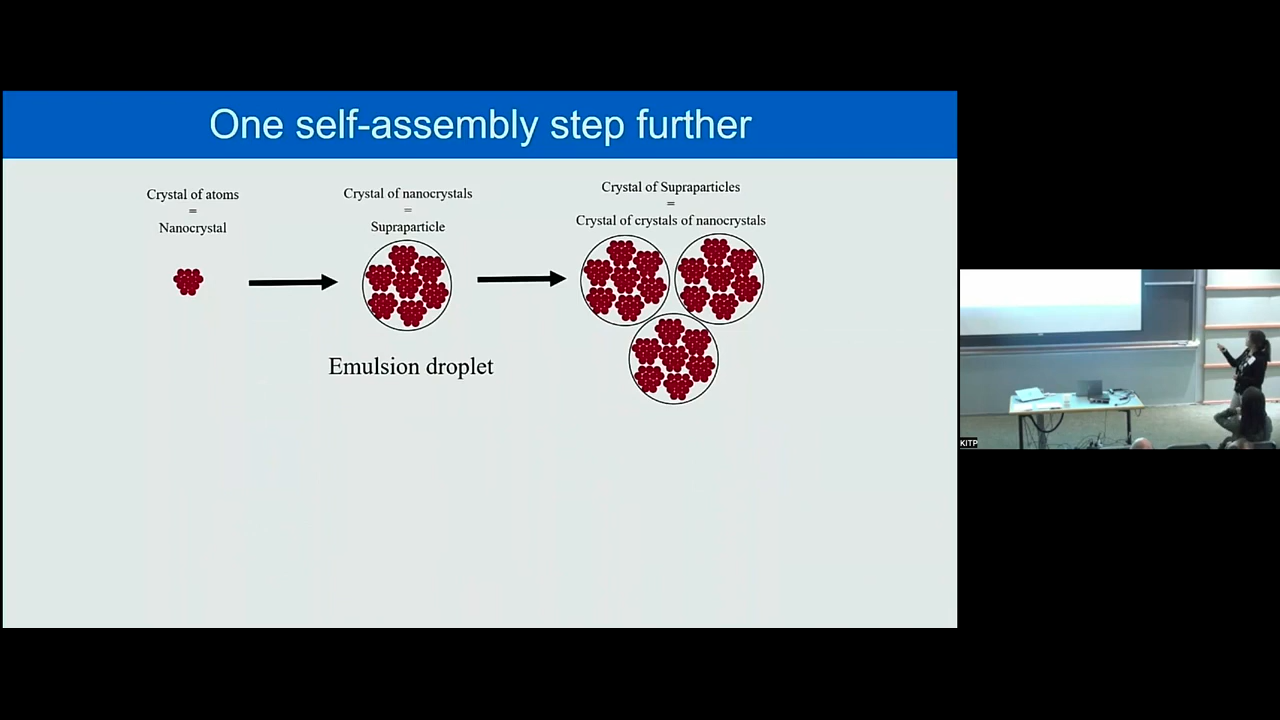 One self-assembly step further
Crystal of atoms
=
Nanocrystal
Crystal of nanocrystals
=
Supraparticle
Crystal of Supraparticles
=
Crystal of crystals of nanocrystals
Emulsion droplet
KITP